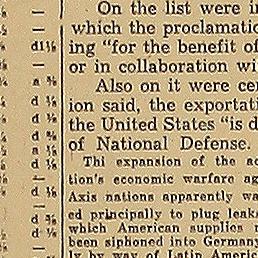 On the list were i
which the proclamatic
ing "for the benefit of
or in collaboration wi
Also on it were cer
ion said, the exportati
the United States "is d
of National Defense.
Thi expansion of the ac
tion's economic warfare ag
Axis nations apparently wa
ed principally to plug leak
which American supplies
been siphoned into Germany
ly by way of Latin Americ